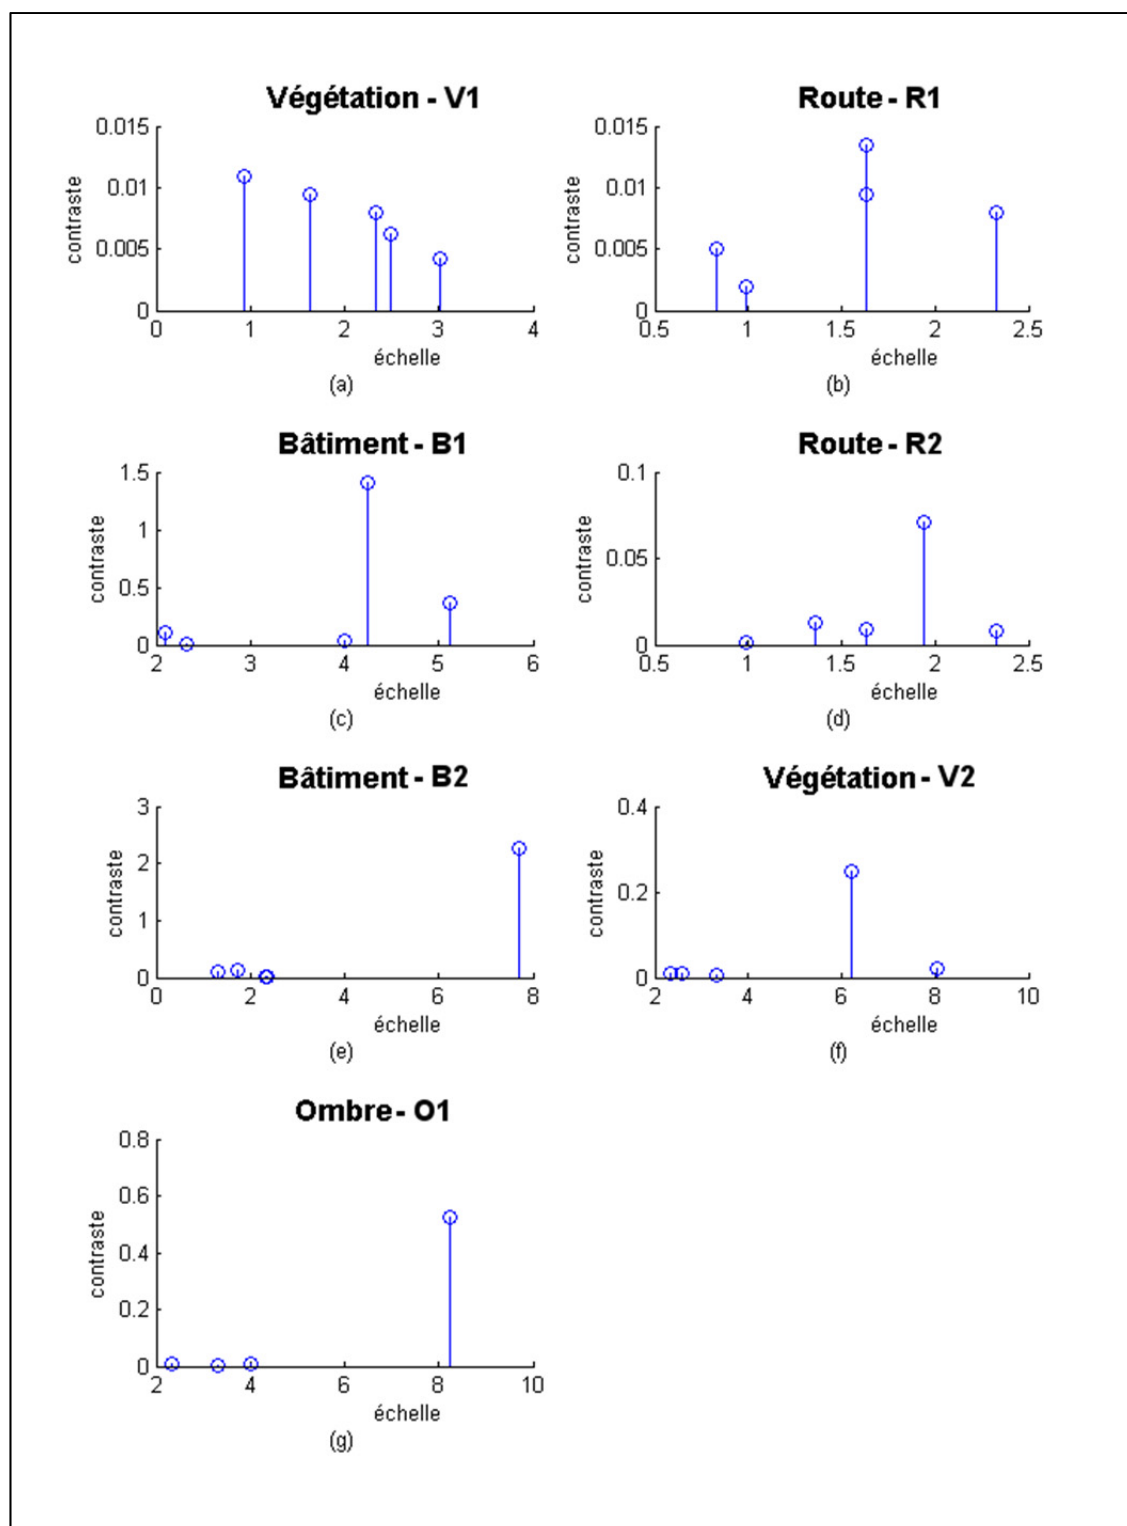 Végétation - V1
contraste
0.015
0.01
0.005
0
0 1 2 3 4
échelle
(a)
Route - R1
contraste
0.015
0.01
0.005
0
0.5 1 1.5 2 2.5
échelle
(b)
Bâtiment - B1
contraste
1.5
1
0.5
0
2 3 4 5 6
échelle
(c)
Route - R2
contraste
0.1
0.05
0
0.5 1 1.5 2 2.5
échelle
(d)
Bâtiment - B2
contraste
3
2
1
0
0 2 4 6 8
échelle
(e)
Végétation - V2
contraste
0.4
0.2
0
2 4 6 8 10
échelle
(f)
Ombre - O1
contraste
0.8
0.6
0.4
0.2
0
2 4 6 8 10
échelle
(g)